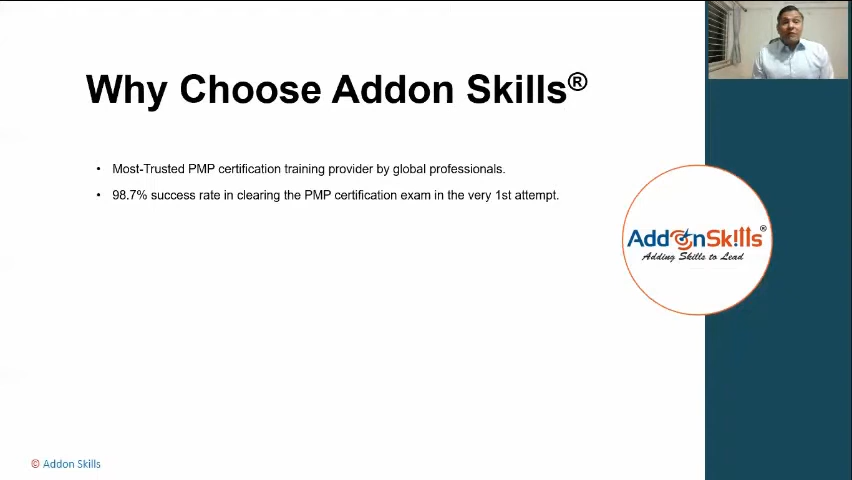 Why Choose Addon Skills®
• Most-Trusted PMP certification training provider by global professionals.
• 98.7% success rate in clearing the PMP certification exam in the very 1st attempt.
AddOnSkills®
Adding Skills to Lead
© Addon Skills